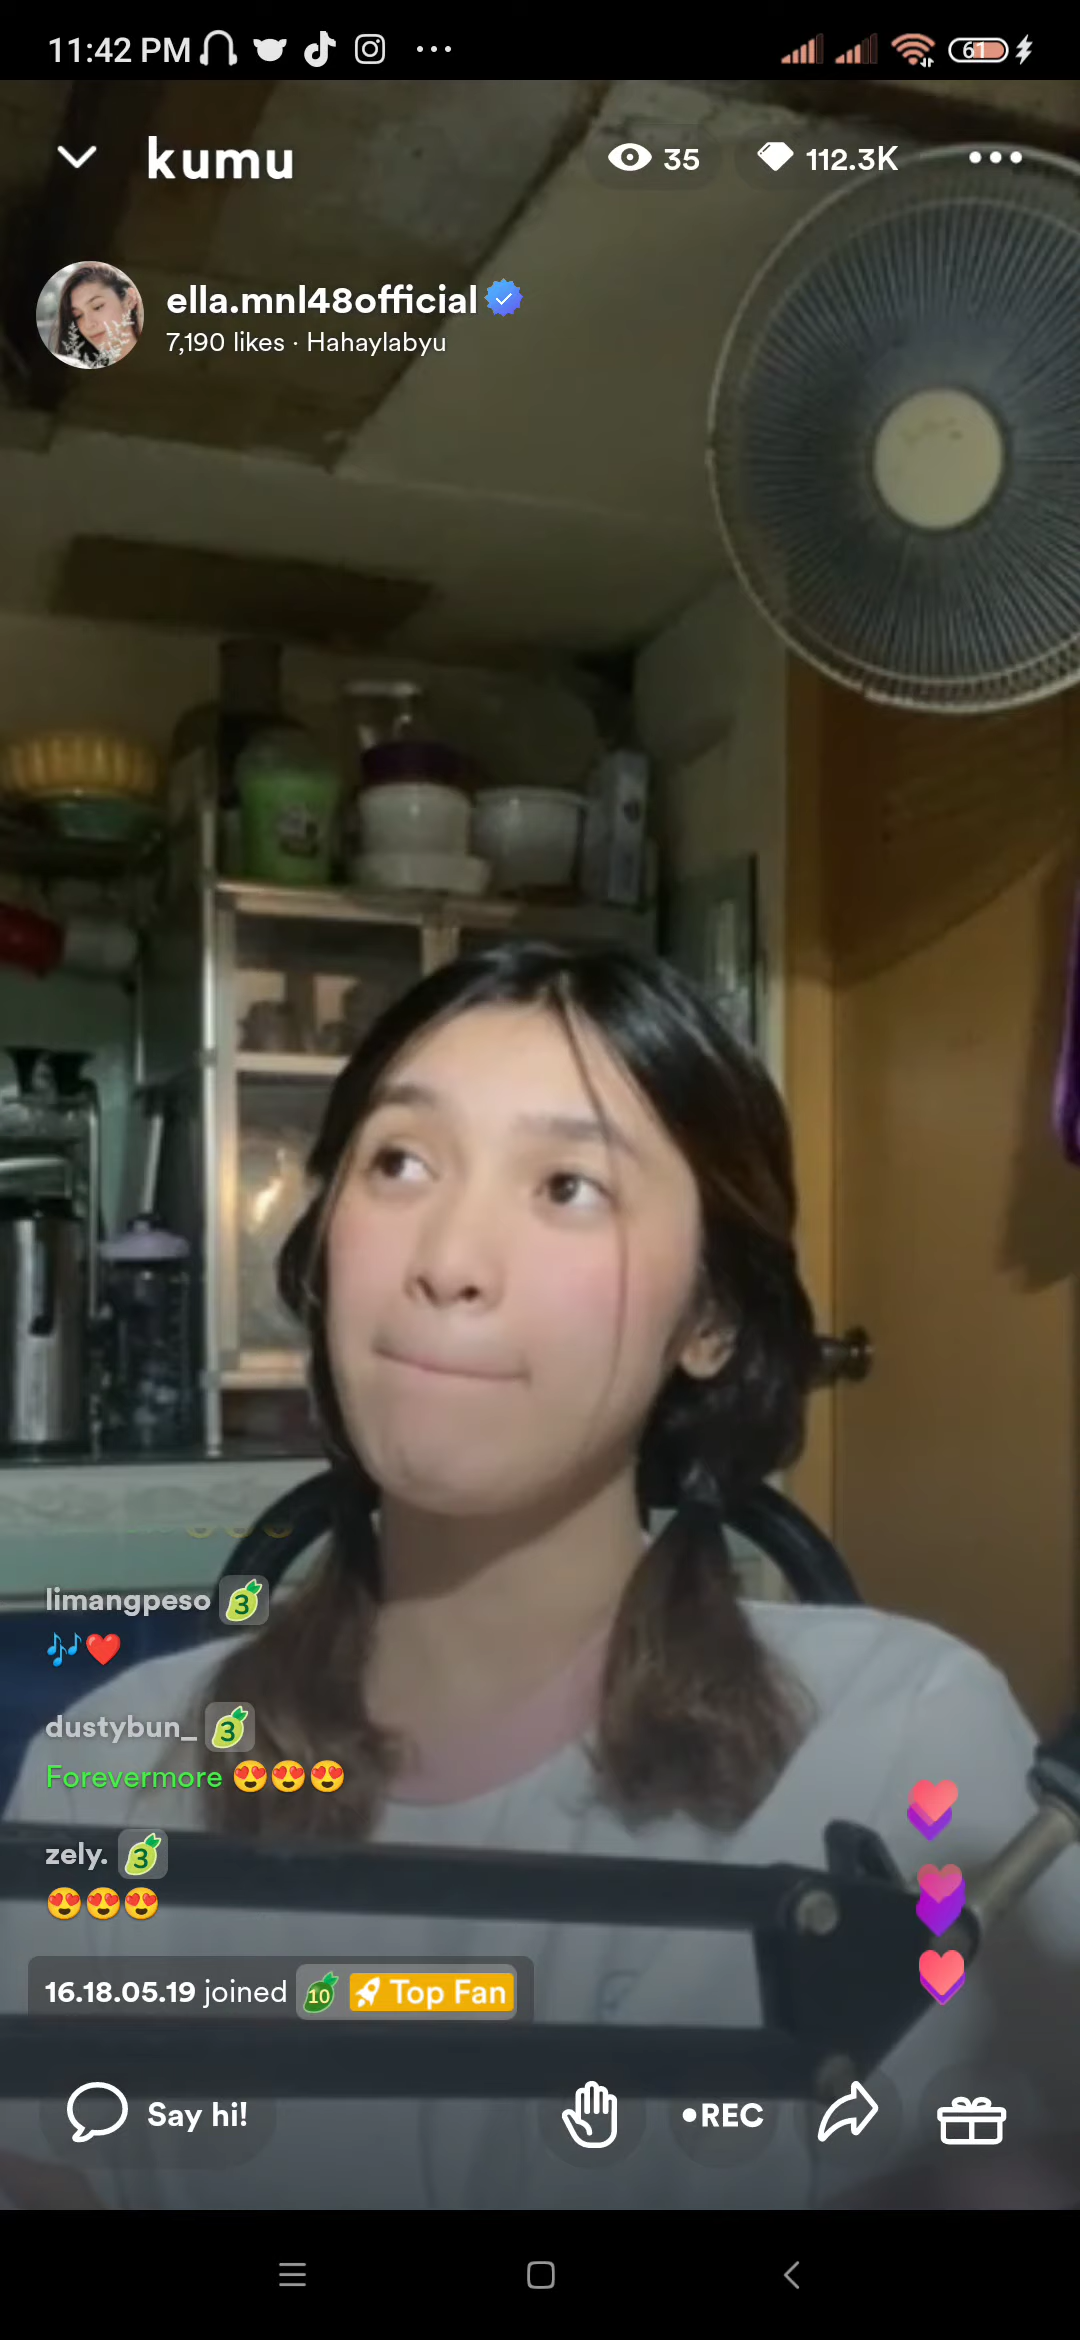 11:42 PM
61
kumu
35
112.3K
ella.mnl48official
7,190 likes · Hahaylabyu
limangpeso 3
🎶❤️
dustybun_ 3
Forevermore 😍😍😍
zely. 3
😍😍😍
16.18.05.19 joined 10 Top Fan
Say hi!
•REC